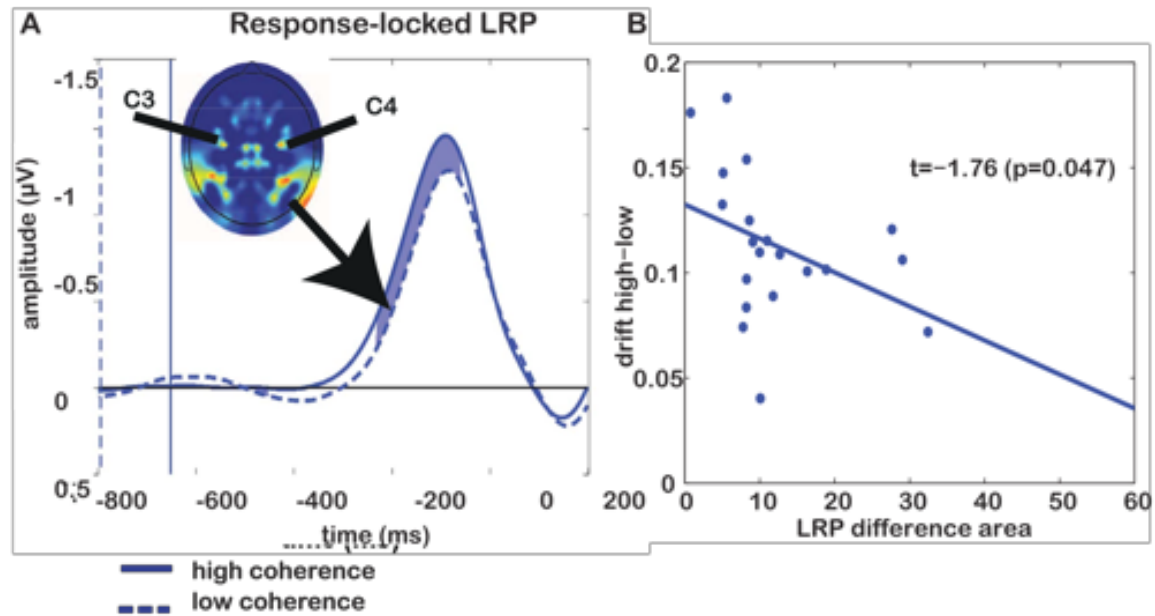 A
Response-locked LRP
-1.5
-1
-0.5
0
0.5
amplitude (µV)
C3
C4
-800
-600
-400
-200
0
200
time (ms)
high coherence
low coherence
B
0.2
0.15
0.1
0.05
0
drift high-low
t=-1.76 (p=0.047)
0
10
20
30
40
50
60
LRP difference area